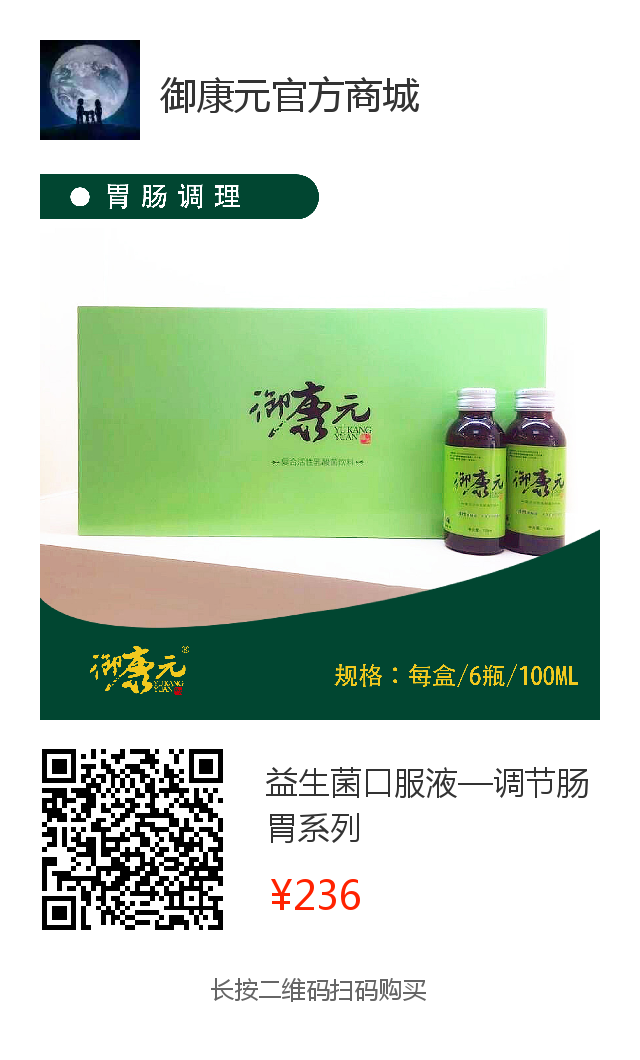 御康元官方商城
胃肠调理
御康元
YU KANG
YUAN
复合活性乳酸菌饮料
御康元
御康元
御康元®
YU KANG
YUAN
规格：每盒/6瓶/100ML
益生菌口服液—调节肠
胃系列
¥236
长按二维码扫码购买